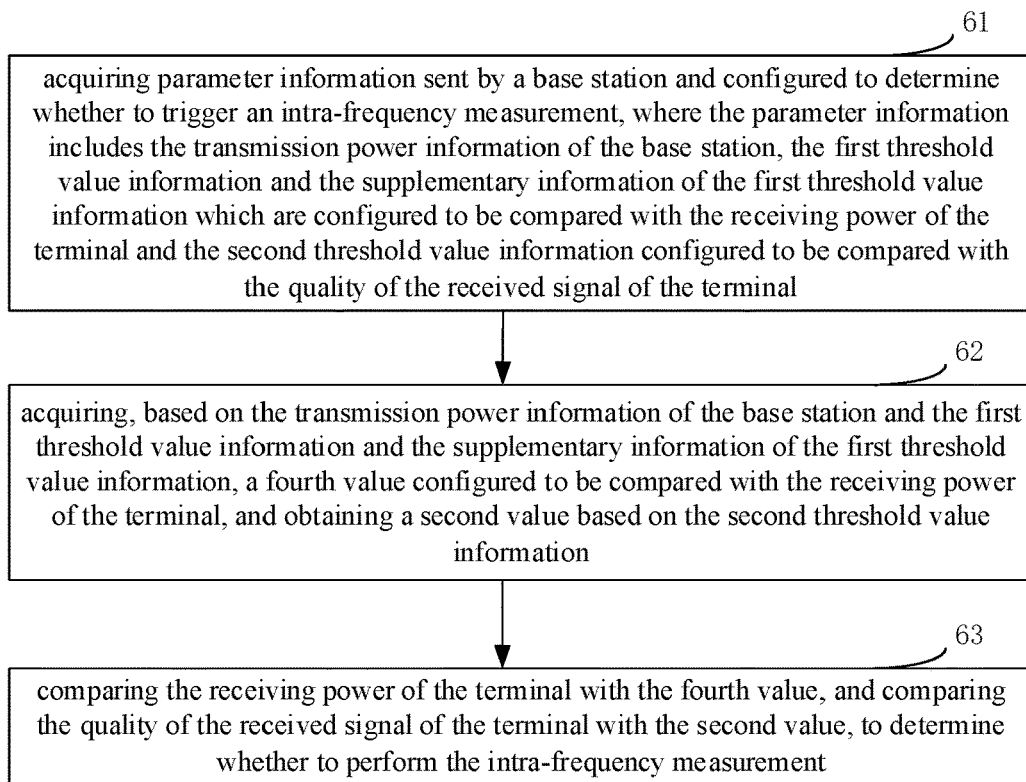 61
acquiring parameter information sent by a base station and configured to determine
whether to trigger an intra-frequency measurement, where the parameter information
includes the transmission power information of the base station, the first threshold
value information and the supplementary information of the first threshold value
information which are configured to be compared with the receiving power of the
terminal and the second threshold value information configured to be compared with
the quality of the received signal of the terminal
62
acquiring, based on the transmission power information of the base station and the first
threshold value information and the supplementary information of the first threshold
value information, a fourth value configured to be compared with the receiving power
of the terminal, and obtaining a second value based on the second threshold value
information
63
comparing the receiving power of the terminal with the fourth value, and comparing
the quality of the received signal of the terminal with the second value, to determine
whether to perform the intra-frequency measurement